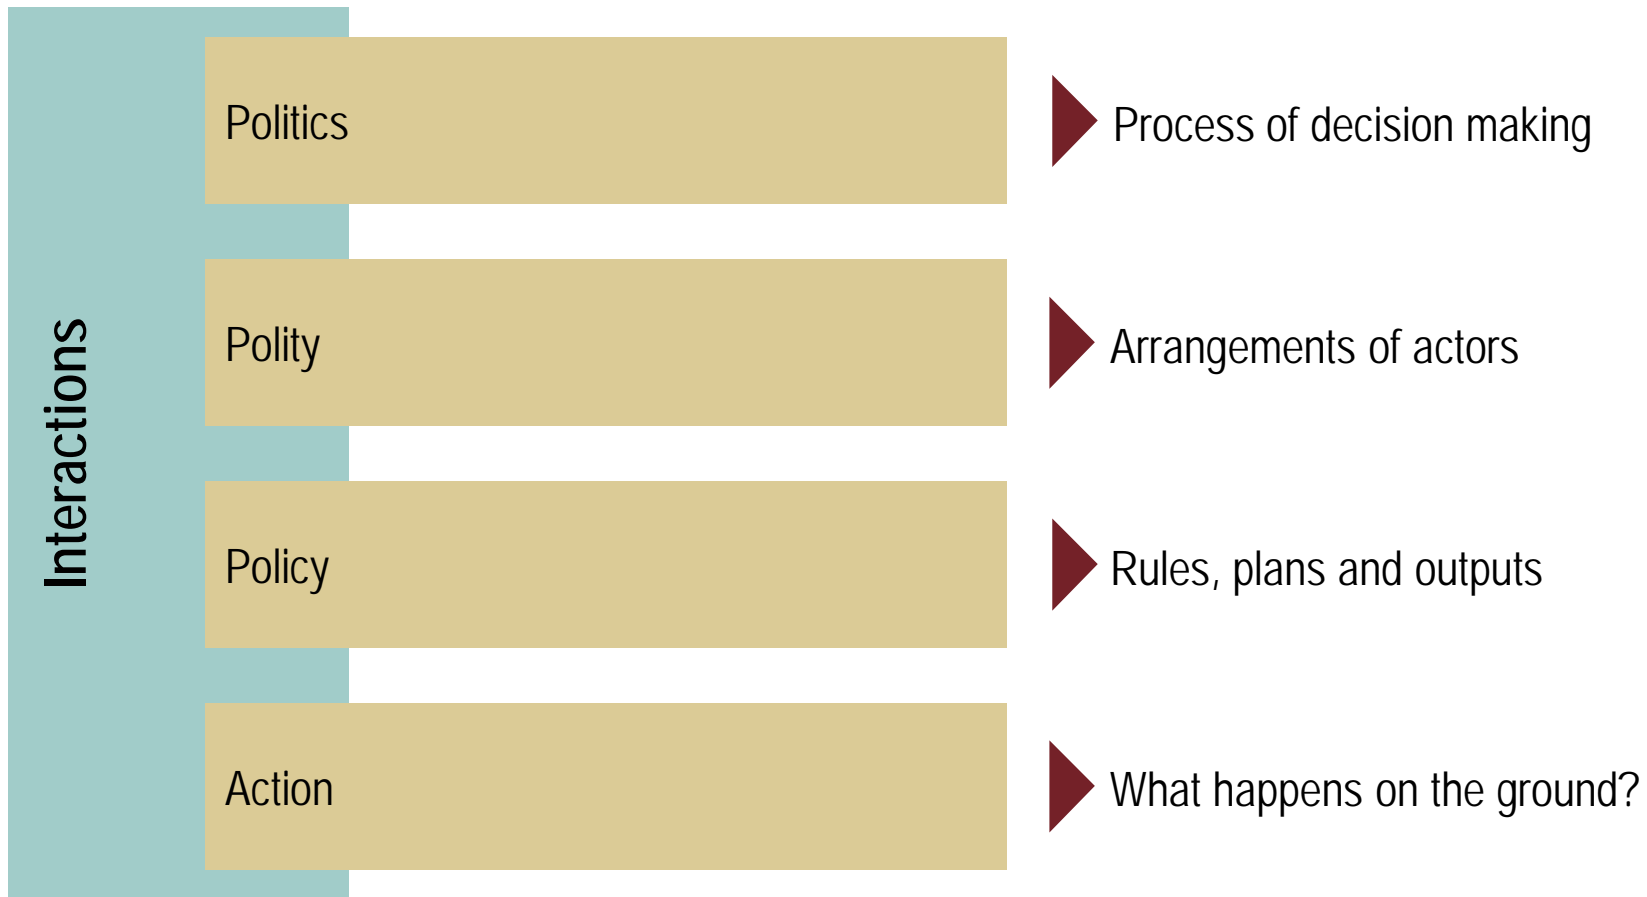 Interactions
Politics
Process of decision making
Polity
Arrangements of actors
Policy
Rules, plans and outputs
Action
What happens on the ground?